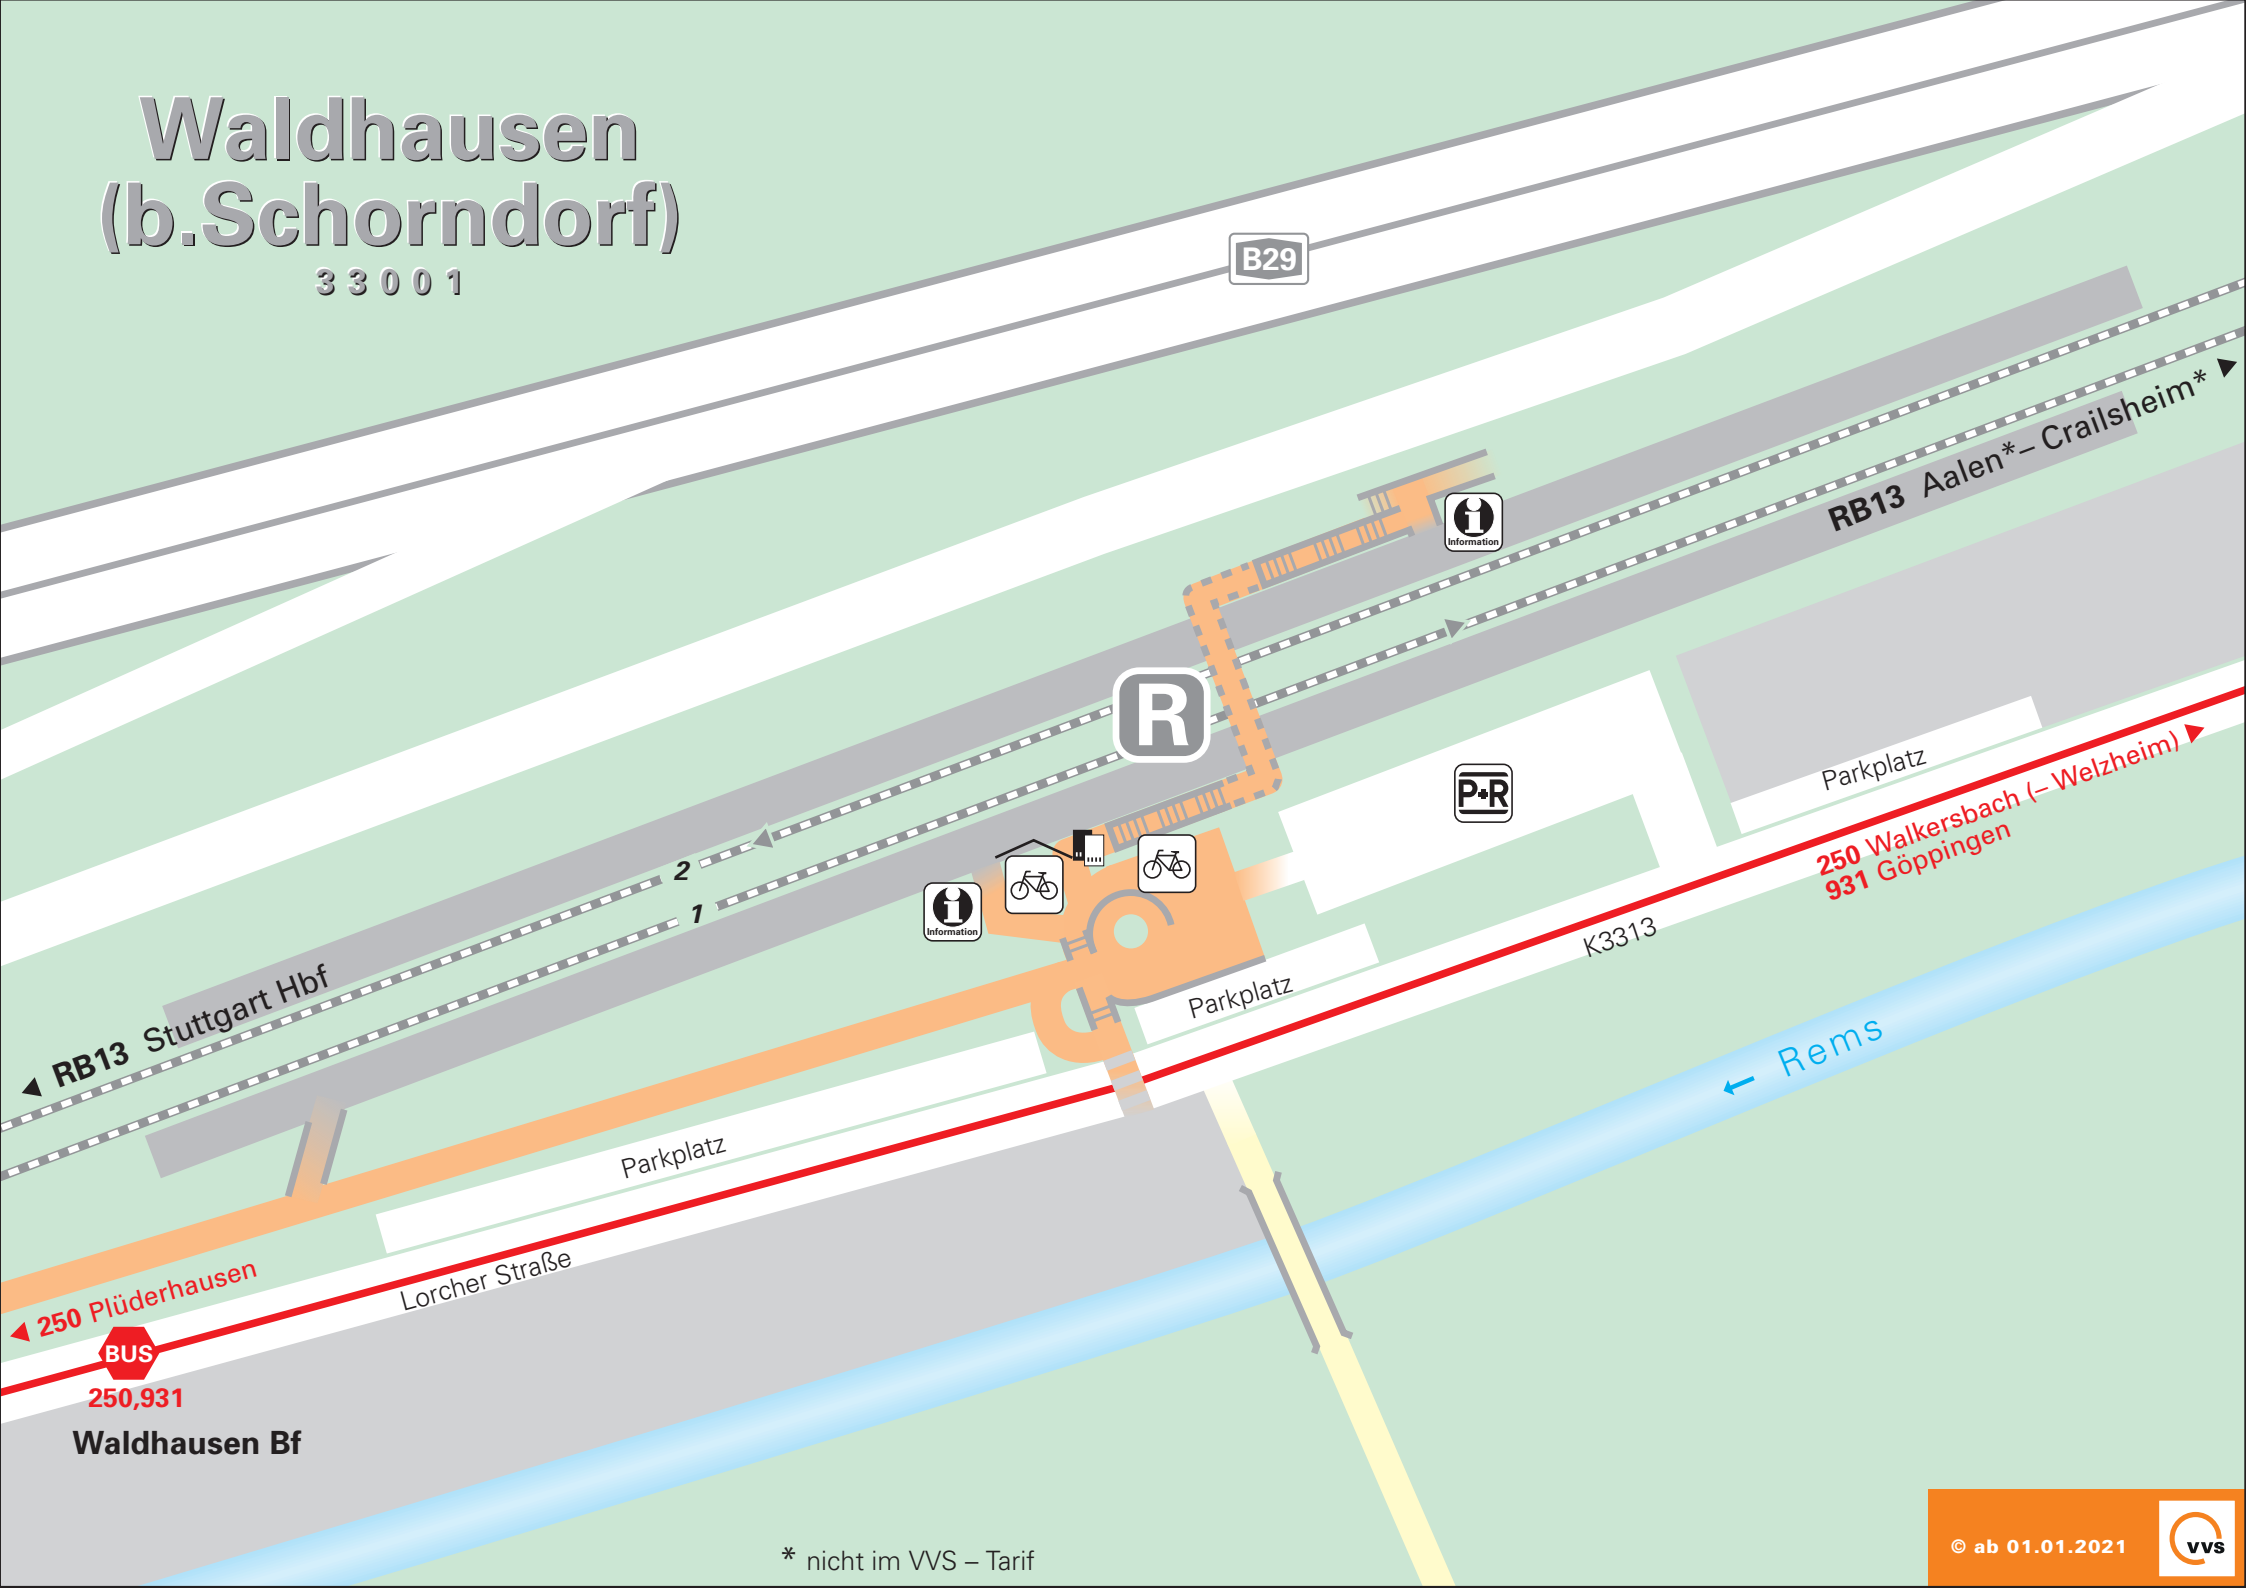 Waldhausen
(b.Schorndorf)
33001
B29
Information
RB13 Aalen*– Crailsheim*
R
P+R
Parkplatz
250 Walkersbach (– Welzheim)
931 Göppingen
2
1
Information
K3313
Parkplatz
RB13 Stuttgart Hbf
Rems
Parkplatz
Lorcher Straße
250 Plüderhausen
BUS
250,931
Waldhausen Bf
* nicht im VVS – Tarif
© ab 01.01.2021
VVS